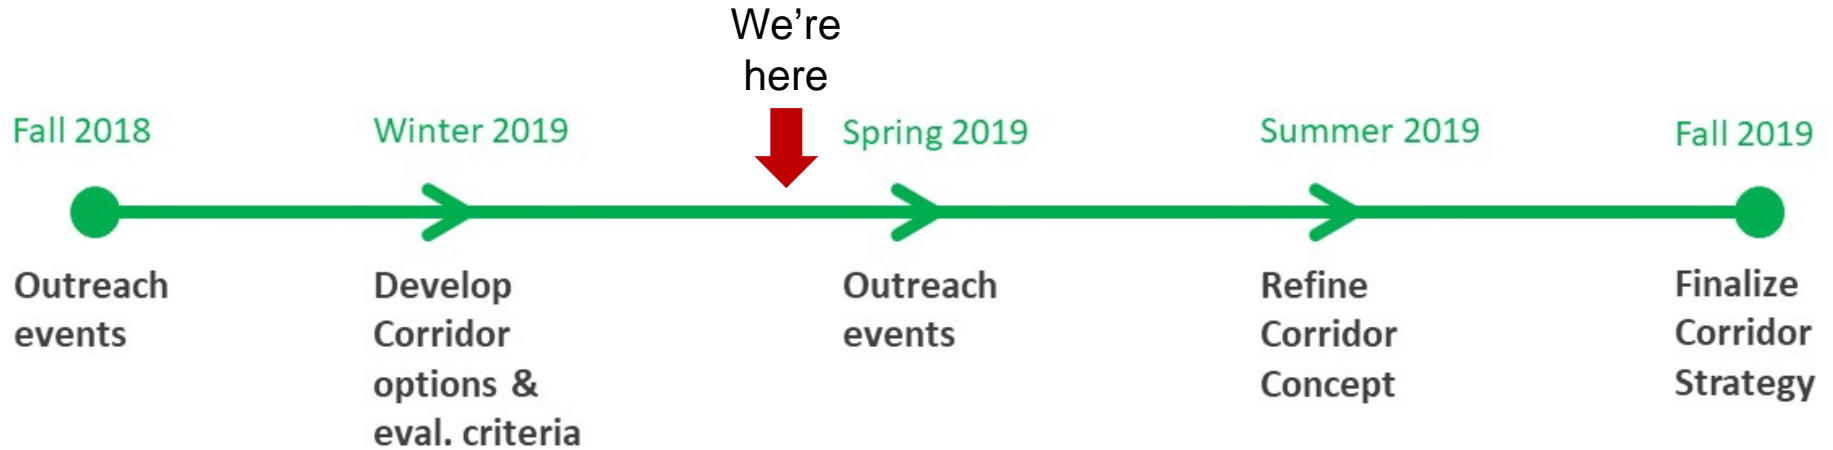 We’re
here
Fall 2018
Winter 2019
Spring 2019
Summer 2019
Fall 2019
Outreach
events
Develop
Corridor
options &
eval. criteria
Outreach
events
Refine
Corridor
Concept
Finalize
Corridor
Strategy